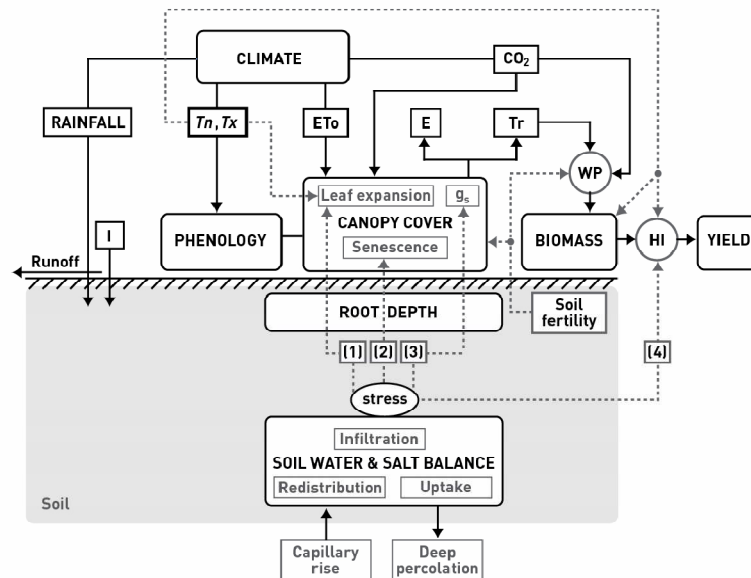 CLIMATE
CO₂
RAINFALL
Tn,Tx
ETo
E
Tr
WP
Leaf expansion
gs
CANOPY COVER
Senescence
I
PHENOLOGY
BIOMASS
HI
YIELD
Runoff
ROOT DEPTH
Soil
fertility
(1)
(2)
(3)
(4)
stress
Infiltration
SOIL WATER & SALT BALANCE
Redistribution
Uptake
Soil
Capillary
rise
Deep
percolation